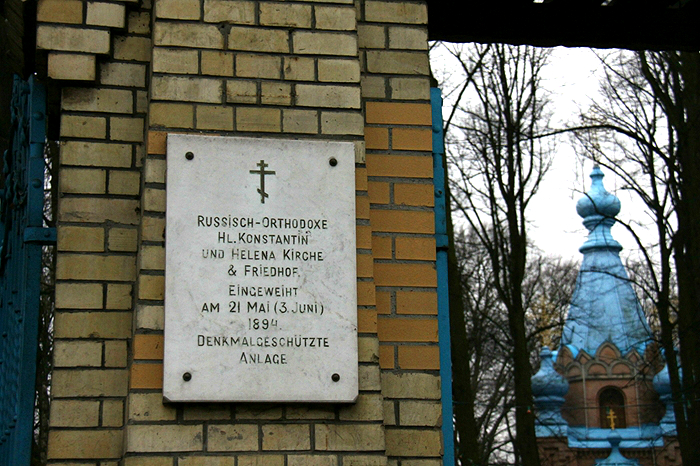 RUSSISCH-ORTHODOXE
HL. KONSTANTIN
UND HELENA KIRCHE
& FRIEDHOF.
EINGEWEIHT
AM 21 MAI (3. JUNI)
1894.
DENKMALGESCHÜTZTE
ANLAGE